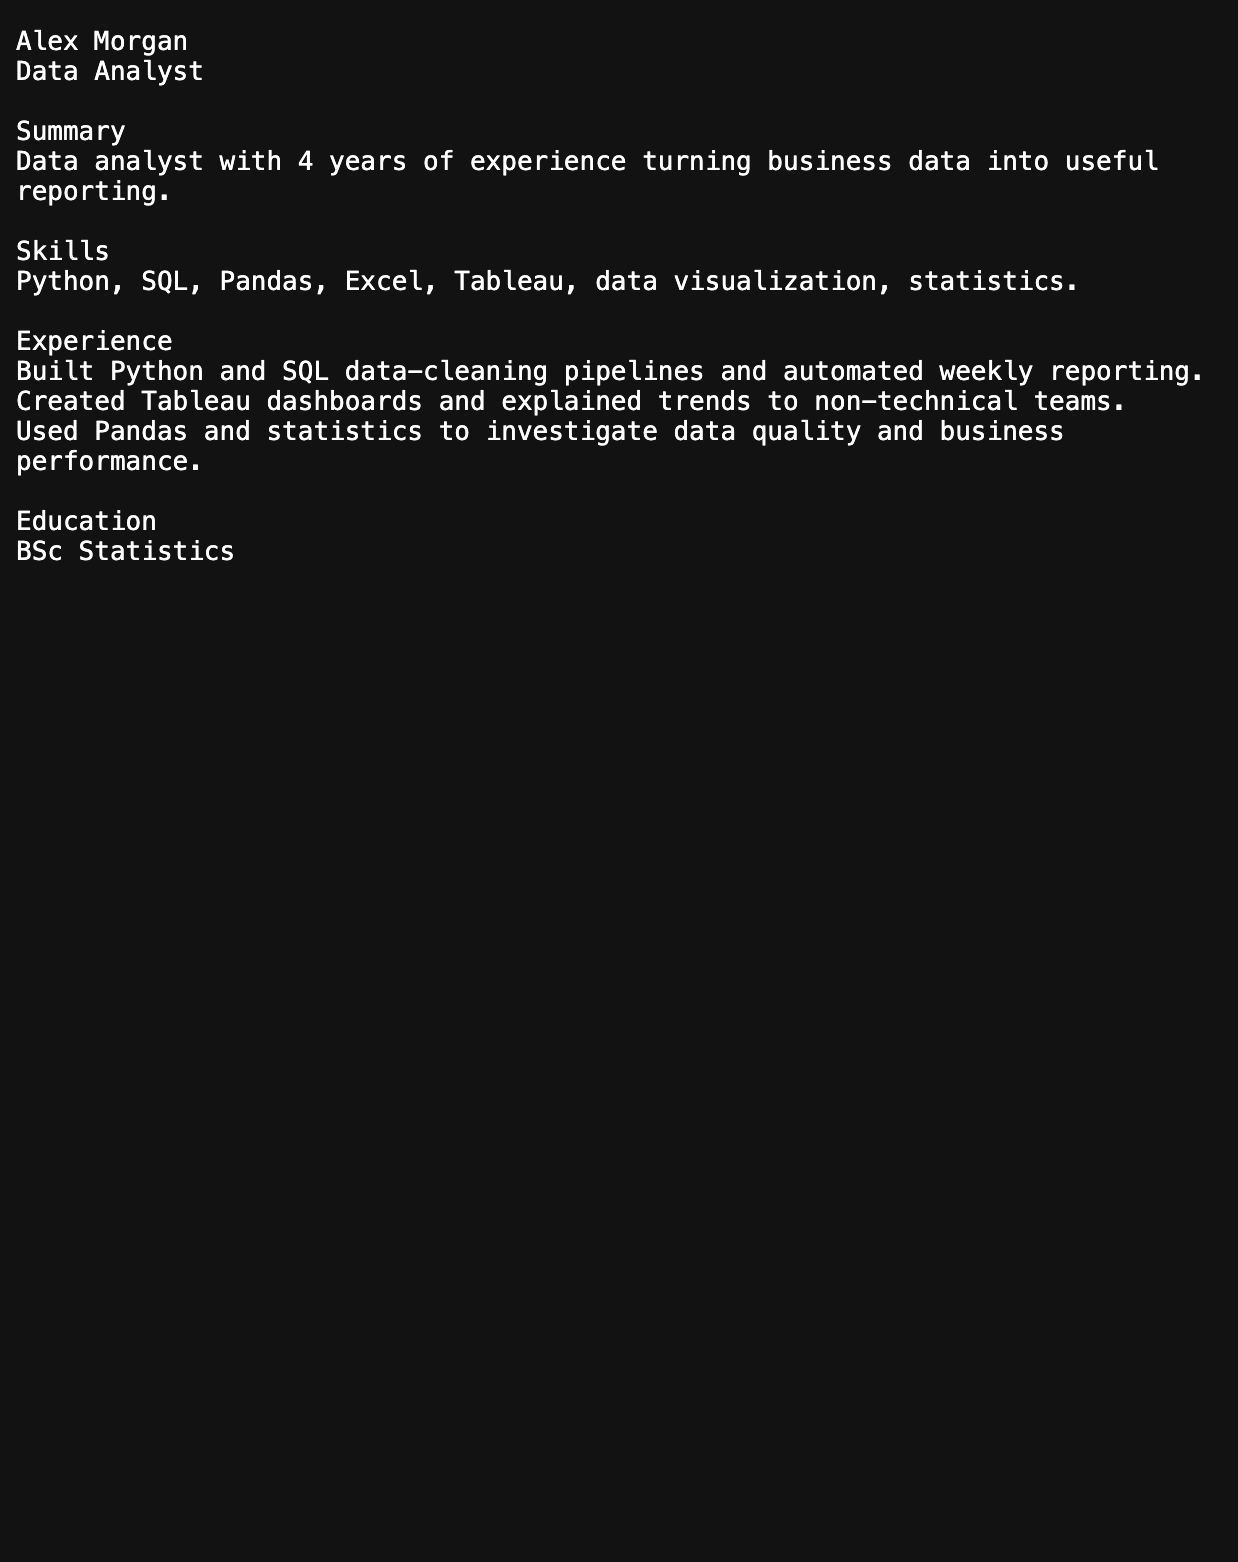 Alex Morgan
Data Analyst

Summary
Data analyst with 4 years of experience turning business data into useful
reporting.

Skills
Python, SQL, Pandas, Excel, Tableau, data visualization, statistics.

Experience
Built Python and SQL data-cleaning pipelines and automated weekly reporting.
Created Tableau dashboards and explained trends to non-technical teams.
Used Pandas and statistics to investigate data quality and business
performance.

Education
BSc Statistics